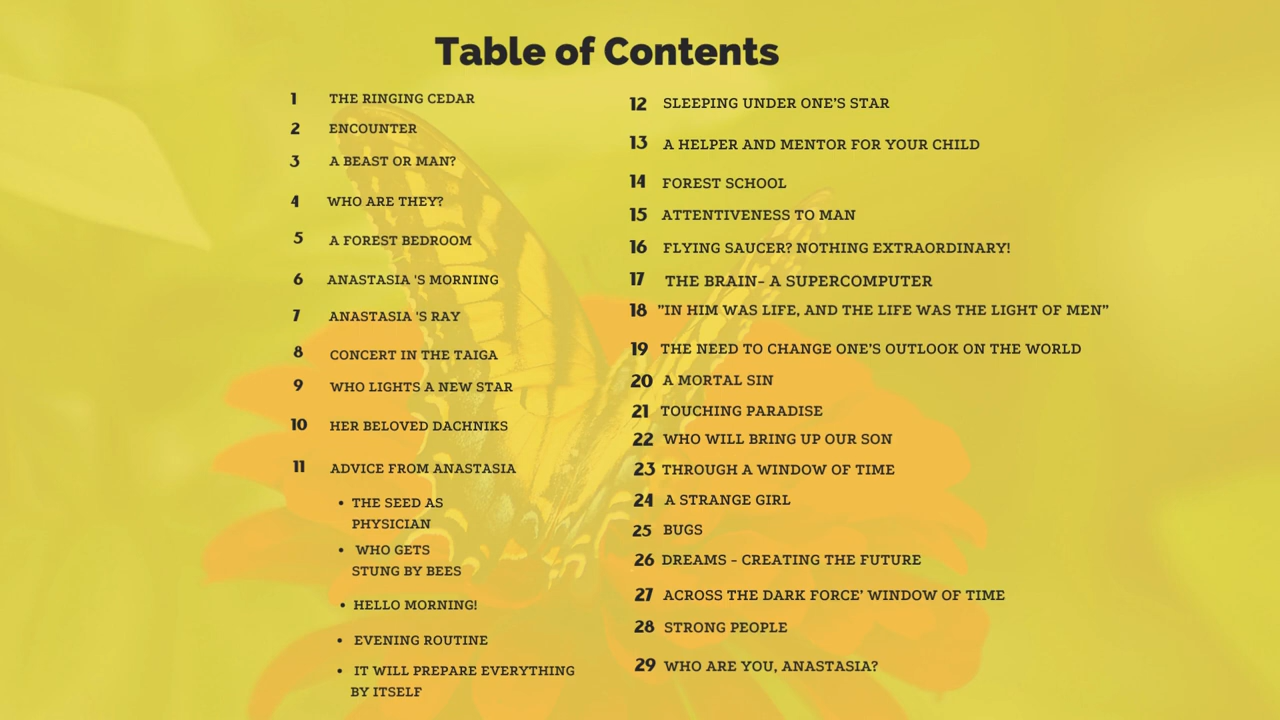 Table of Contents
1 THE RINGING CEDAR
2 ENCOUNTER
3 A BEAST OR MAN?
4 WHO ARE THEY?
5 A FOREST BEDROOM
6 ANASTASIA 'S MORNING
7 ANASTASIA 'S RAY
8 CONCERT IN THE TAIGA
9 WHO LIGHTS A NEW STAR
10 HER BELOVED DACHNIKS
11 ADVICE FROM ANASTASIA
• THE SEED AS
PHYSICIAN
• WHO GETS
STUNG BY BEES
• HELLO MORNING!
• EVENING ROUTINE
• IT WILL PREPARE EVERYTHING
BY ITSELF
12 SLEEPING UNDER ONE'S STAR
13 A HELPER AND MENTOR FOR YOUR CHILD
14 FOREST SCHOOL
15 ATTENTIVENESS TO MAN
16 FLYING SAUCER? NOTHING EXTRAORDINARY!
17 THE BRAIN- A SUPERCOMPUTER
18 "IN HIM WAS LIFE, AND THE LIFE WAS THE LIGHT OF MEN"
19 THE NEED TO CHANGE ONE'S OUTLOOK ON THE WORLD
20 A MORTAL SIN
21 TOUCHING PARADISE
22 WHO WILL BRING UP OUR SON
23 THROUGH A WINDOW OF TIME
24 A STRANGE GIRL
25 BUGS
26 DREAMS - CREATING THE FUTURE
27 ACROSS THE DARK FORCE' WINDOW OF TIME
28 STRONG PEOPLE
29 WHO ARE YOU, ANASTASIA?